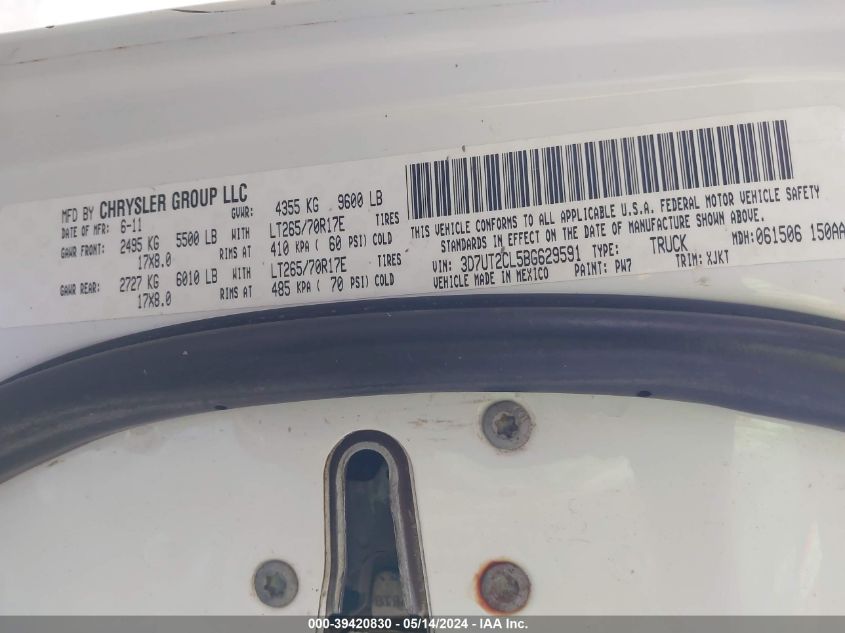 MFD BY CHRYSLER GROUP LLC
DATE OF MFR: 6-11 GVWR: 4355 KG 9600 LB
GAWR FRONT: 2495 KG 5500 LB WITH LT265/70R17E TIRES
17X8.0 RIMS AT 410 KPA ( 60 PSI) COLD
GAWR REAR: 2727 KG 6010 LB WITH LT265/70R17E TIRES
17X8.0 RIMS AT 485 KPA ( 70 PSI) COLD
THIS VEHICLE CONFORMS TO ALL APPLICABLE U.S.A. FEDERAL MOTOR VEHICLE SAFETY
STANDARDS IN EFFECT ON THE DATE OF MANUFACTURE SHOWN ABOVE.
VIN: 3D7UT2CL5BG629591 TYPE: TRUCK MDH: 061506 150AA
VEHICLE MADE IN MEXICO PAINT: PW7 TRIM: XJKT
000-39420830 - 05/14/2024 - IAA Inc.